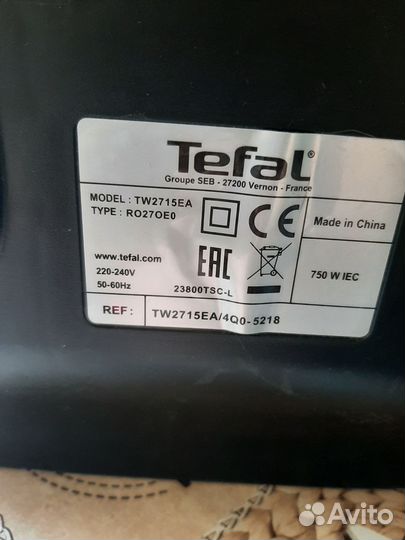 Tefal®
Groupe SEB - 27200 Vernon - France
MODEL : TW2715EA
TYPE : RO27OE0
CE
Made in China
www.tefal.com
220-240V
50-60Hz
EAC
23800TSC-L
750 W IEC
REF : TW2715EA/4Q0-5218
Avito